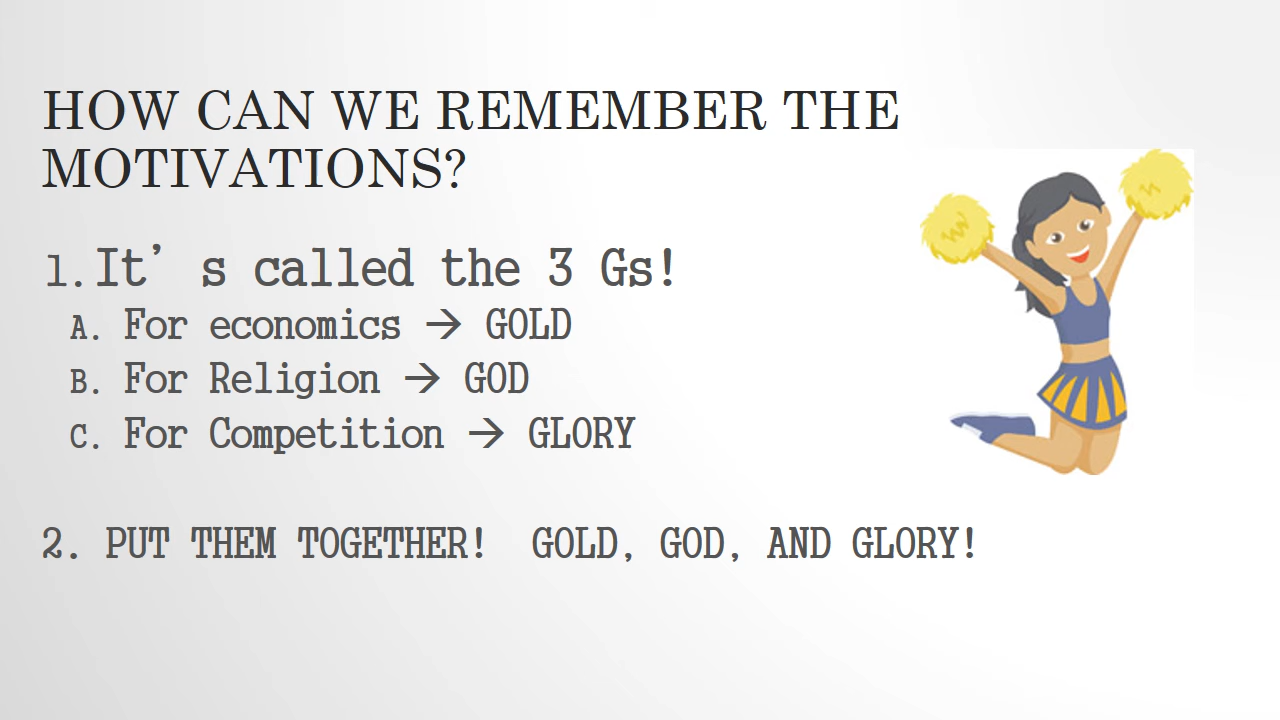 HOW CAN WE REMEMBER THE
MOTIVATIONS?
1. It's called the 3 Gs!
A. For economics → GOLD
B. For Religion → GOD
C. For Competition → GLORY
2. PUT THEM TOGETHER! GOLD, GOD, AND GLORY!